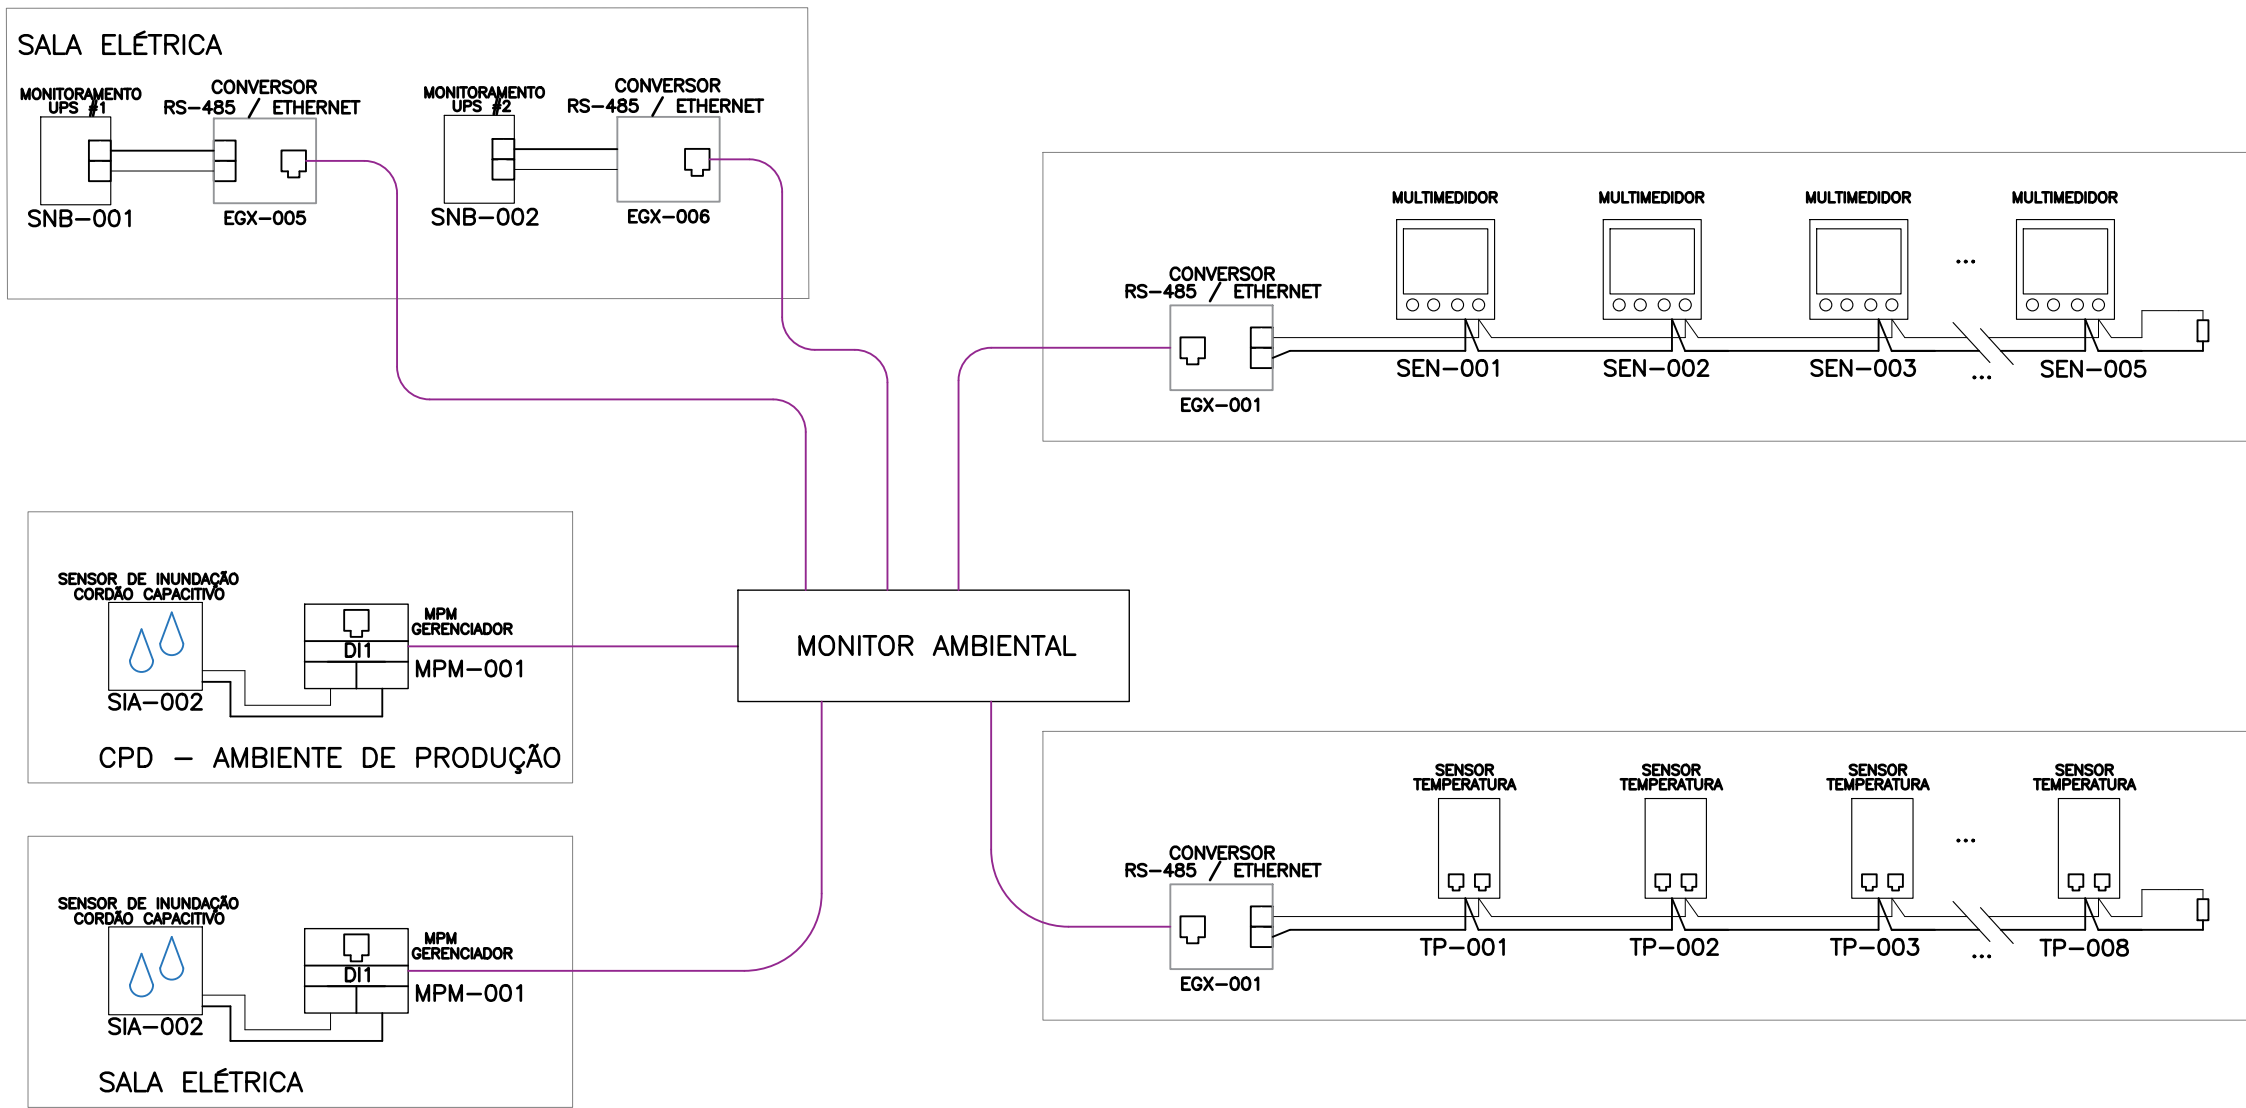 SALA ELÉTRICA
MONITORAMENTO
UPS #1
CONVERSOR
RS-485 / ETHERNET
SNB-001
EGX-005
MONITORAMENTO
UPS #2
CONVERSOR
RS-485 / ETHERNET
SNB-002
EGX-006
MULTIMEDIDOR
MULTIMEDIDOR
MULTIMEDIDOR
...
MULTIMEDIDOR
CONVERSOR
RS-485 / ETHERNET
EGX-001
SEN-001
SEN-002
SEN-003
...
SEN-005
SENSOR DE INUNDAÇÃO
CORDÃO CAPACITIVO
SIA-002
DI1
MPM
GERENCIADOR
MPM-001
CPD - AMBIENTE DE PRODUÇÃO
MONITOR AMBIENTAL
SENSOR DE INUNDAÇÃO
CORDÃO CAPACITIVO
SIA-002
DI1
MPM
GERENCIADOR
MPM-001
SALA ELÉTRICA
SENSOR
TEMPERATURA
SENSOR
TEMPERATURA
SENSOR
TEMPERATURA
...
SENSOR
TEMPERATURA
CONVERSOR
RS-485 / ETHERNET
EGX-001
TP-001
TP-002
TP-003
...
TP-008